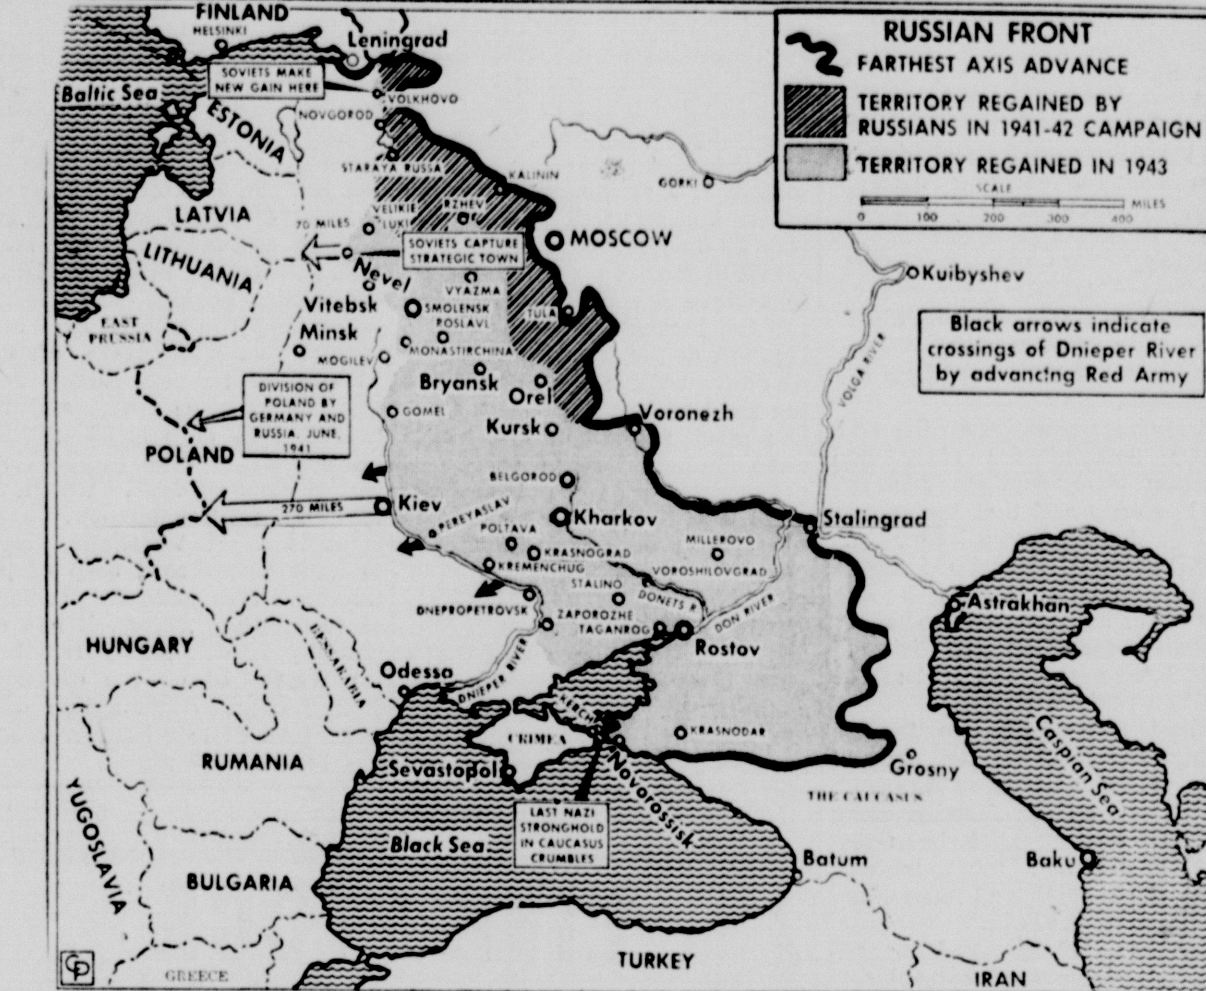 FINLAND
HELSINKI
Leningrad
SOVIETS MAKE
NEW GAIN HERE
VOLKHOVO
Baltic Sea
ESTONIA
NOVGOROD
STARAYA RUSSA
KALININ
GORKI
RUSSIAN FRONT
FARTHEST AXIS ADVANCE
TERRITORY REGAINED BY
RUSSIANS IN 1941-42 CAMPAIGN
TERRITORY REGAINED IN 1943
SCALE
MILES
0 100 200 300 400
LATVIA
VELIKIE
LUKI
RZHEV
70 MILES
SOVIETS CAPTURE
STRATEGIC TOWN
MOSCOW
LITHUANIA
Nevel
Kuibyshev
VYAZMA
Vitebsk
SMOLENSK
TULA
EAST
PRUSSIA
Minsk
ROSLAVL
MOGILEV
MONASTIRCHINA
Black arrows indicate
crossings of Dnieper River
by advancing Red Army
VOLGA RIVER
Bryansk
Orel
DIVISION OF
POLAND BY
GERMANY AND
RUSSIA, JUNE,
1941
GOMEL
Kursk
Voronezh
POLAND
BELGOROD
270 MILES
Kiev
PEREYASLAV
Kharkov
Stalingrad
POLTAVA
KRASNOGRAD
MILLEROVO
KREMENCHUG
VOROSHILOVGRAD
STALINO
DONETS R
DON RIVER
DNEPROPETROVSK
ZAPOROZHE
TAGANROG
Astrakhan
HUNGARY
BESSARABIA
Rostov
Odessa
DNIEPER RIVER
KERCH
CRIMEA
KRASNODAR
RUMANIA
Sevastopol
Novorossisk
Grosny
Caspian Sea
THE CAUCASUS
YUGOSLAVIA
LAST NAZI
STRONGHOLD
IN CAUCASUS
CRUMBLES
Black Sea
Batum
Baku
BULGARIA
CP
GREECE
TURKEY
IRAN